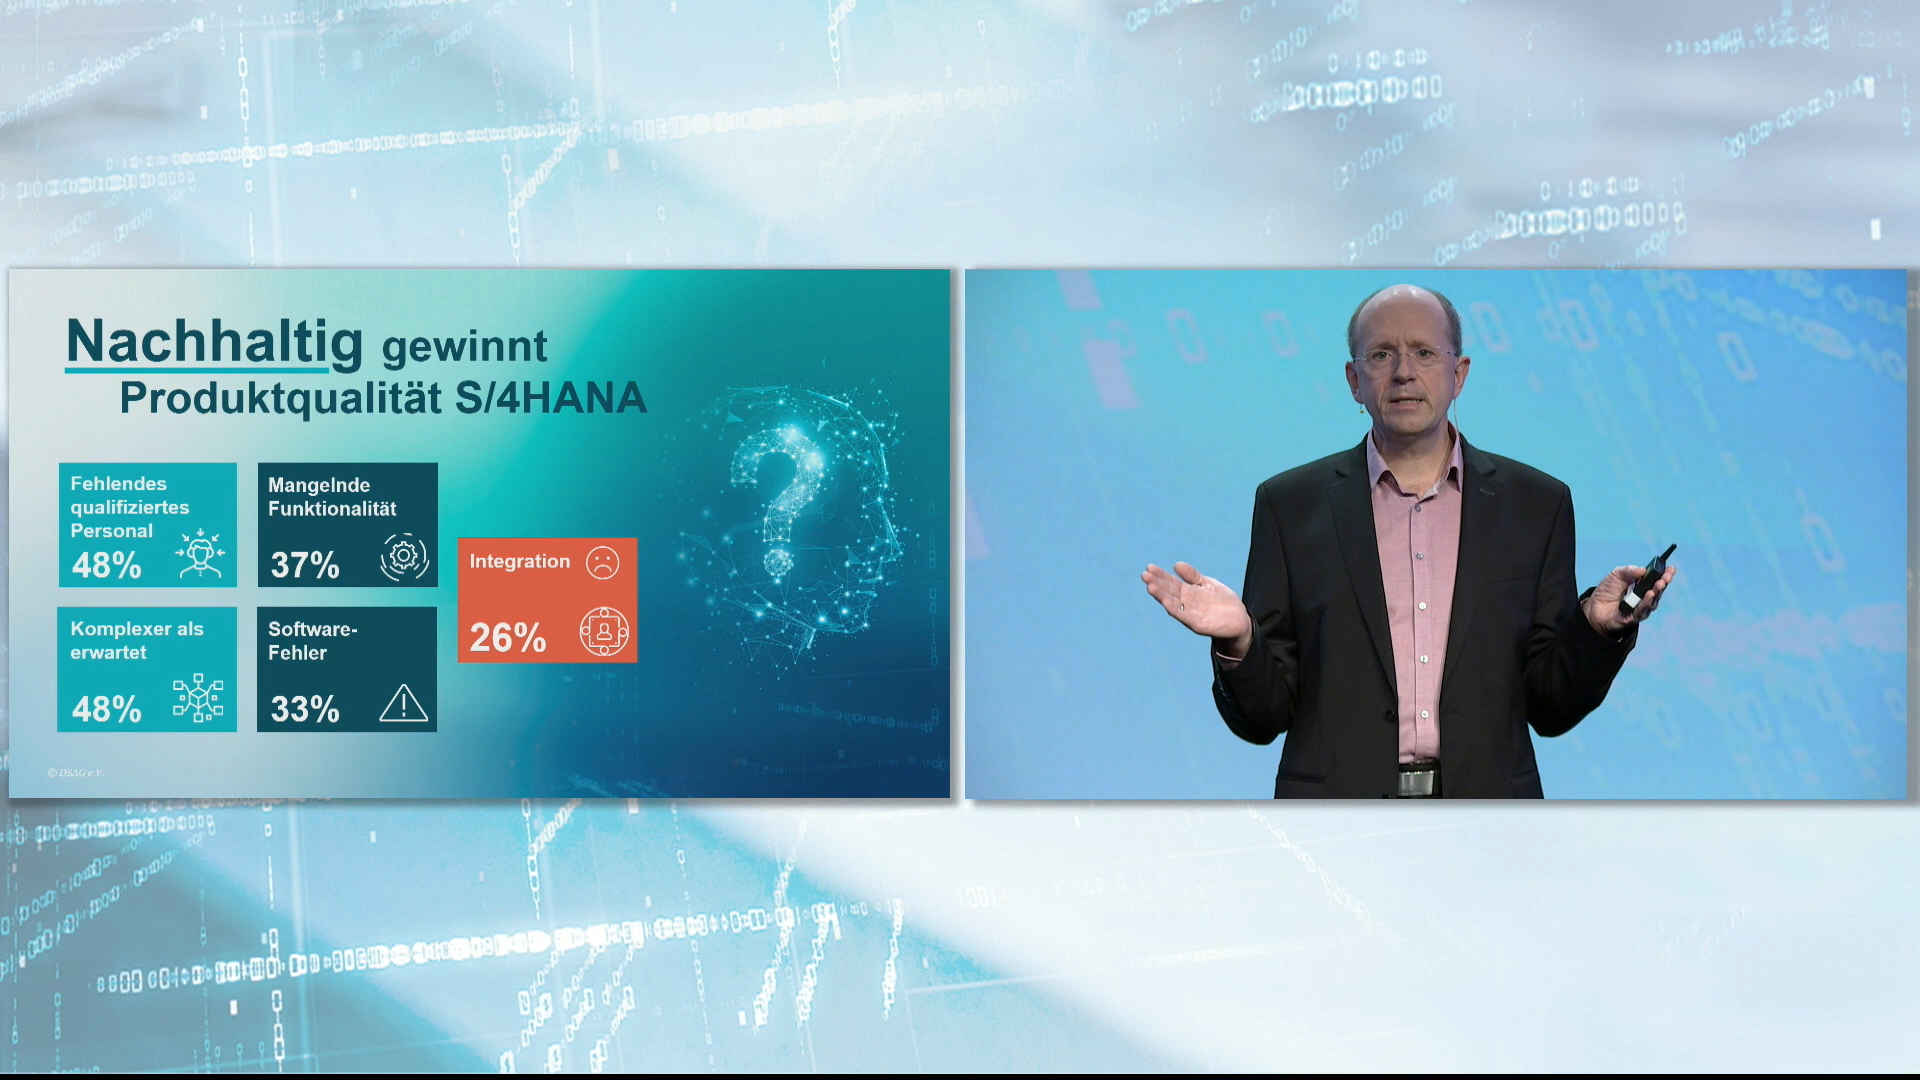 Nachhaltig gewinnt
Produktqualität S/4HANA
Fehlendes
qualifiziertes
Personal
48%
Mangelnde
Funktionalität
37%
Integration
26%
Komplexer als
erwartet
48%
Software-
Fehler
33%
© DSAG e.V.